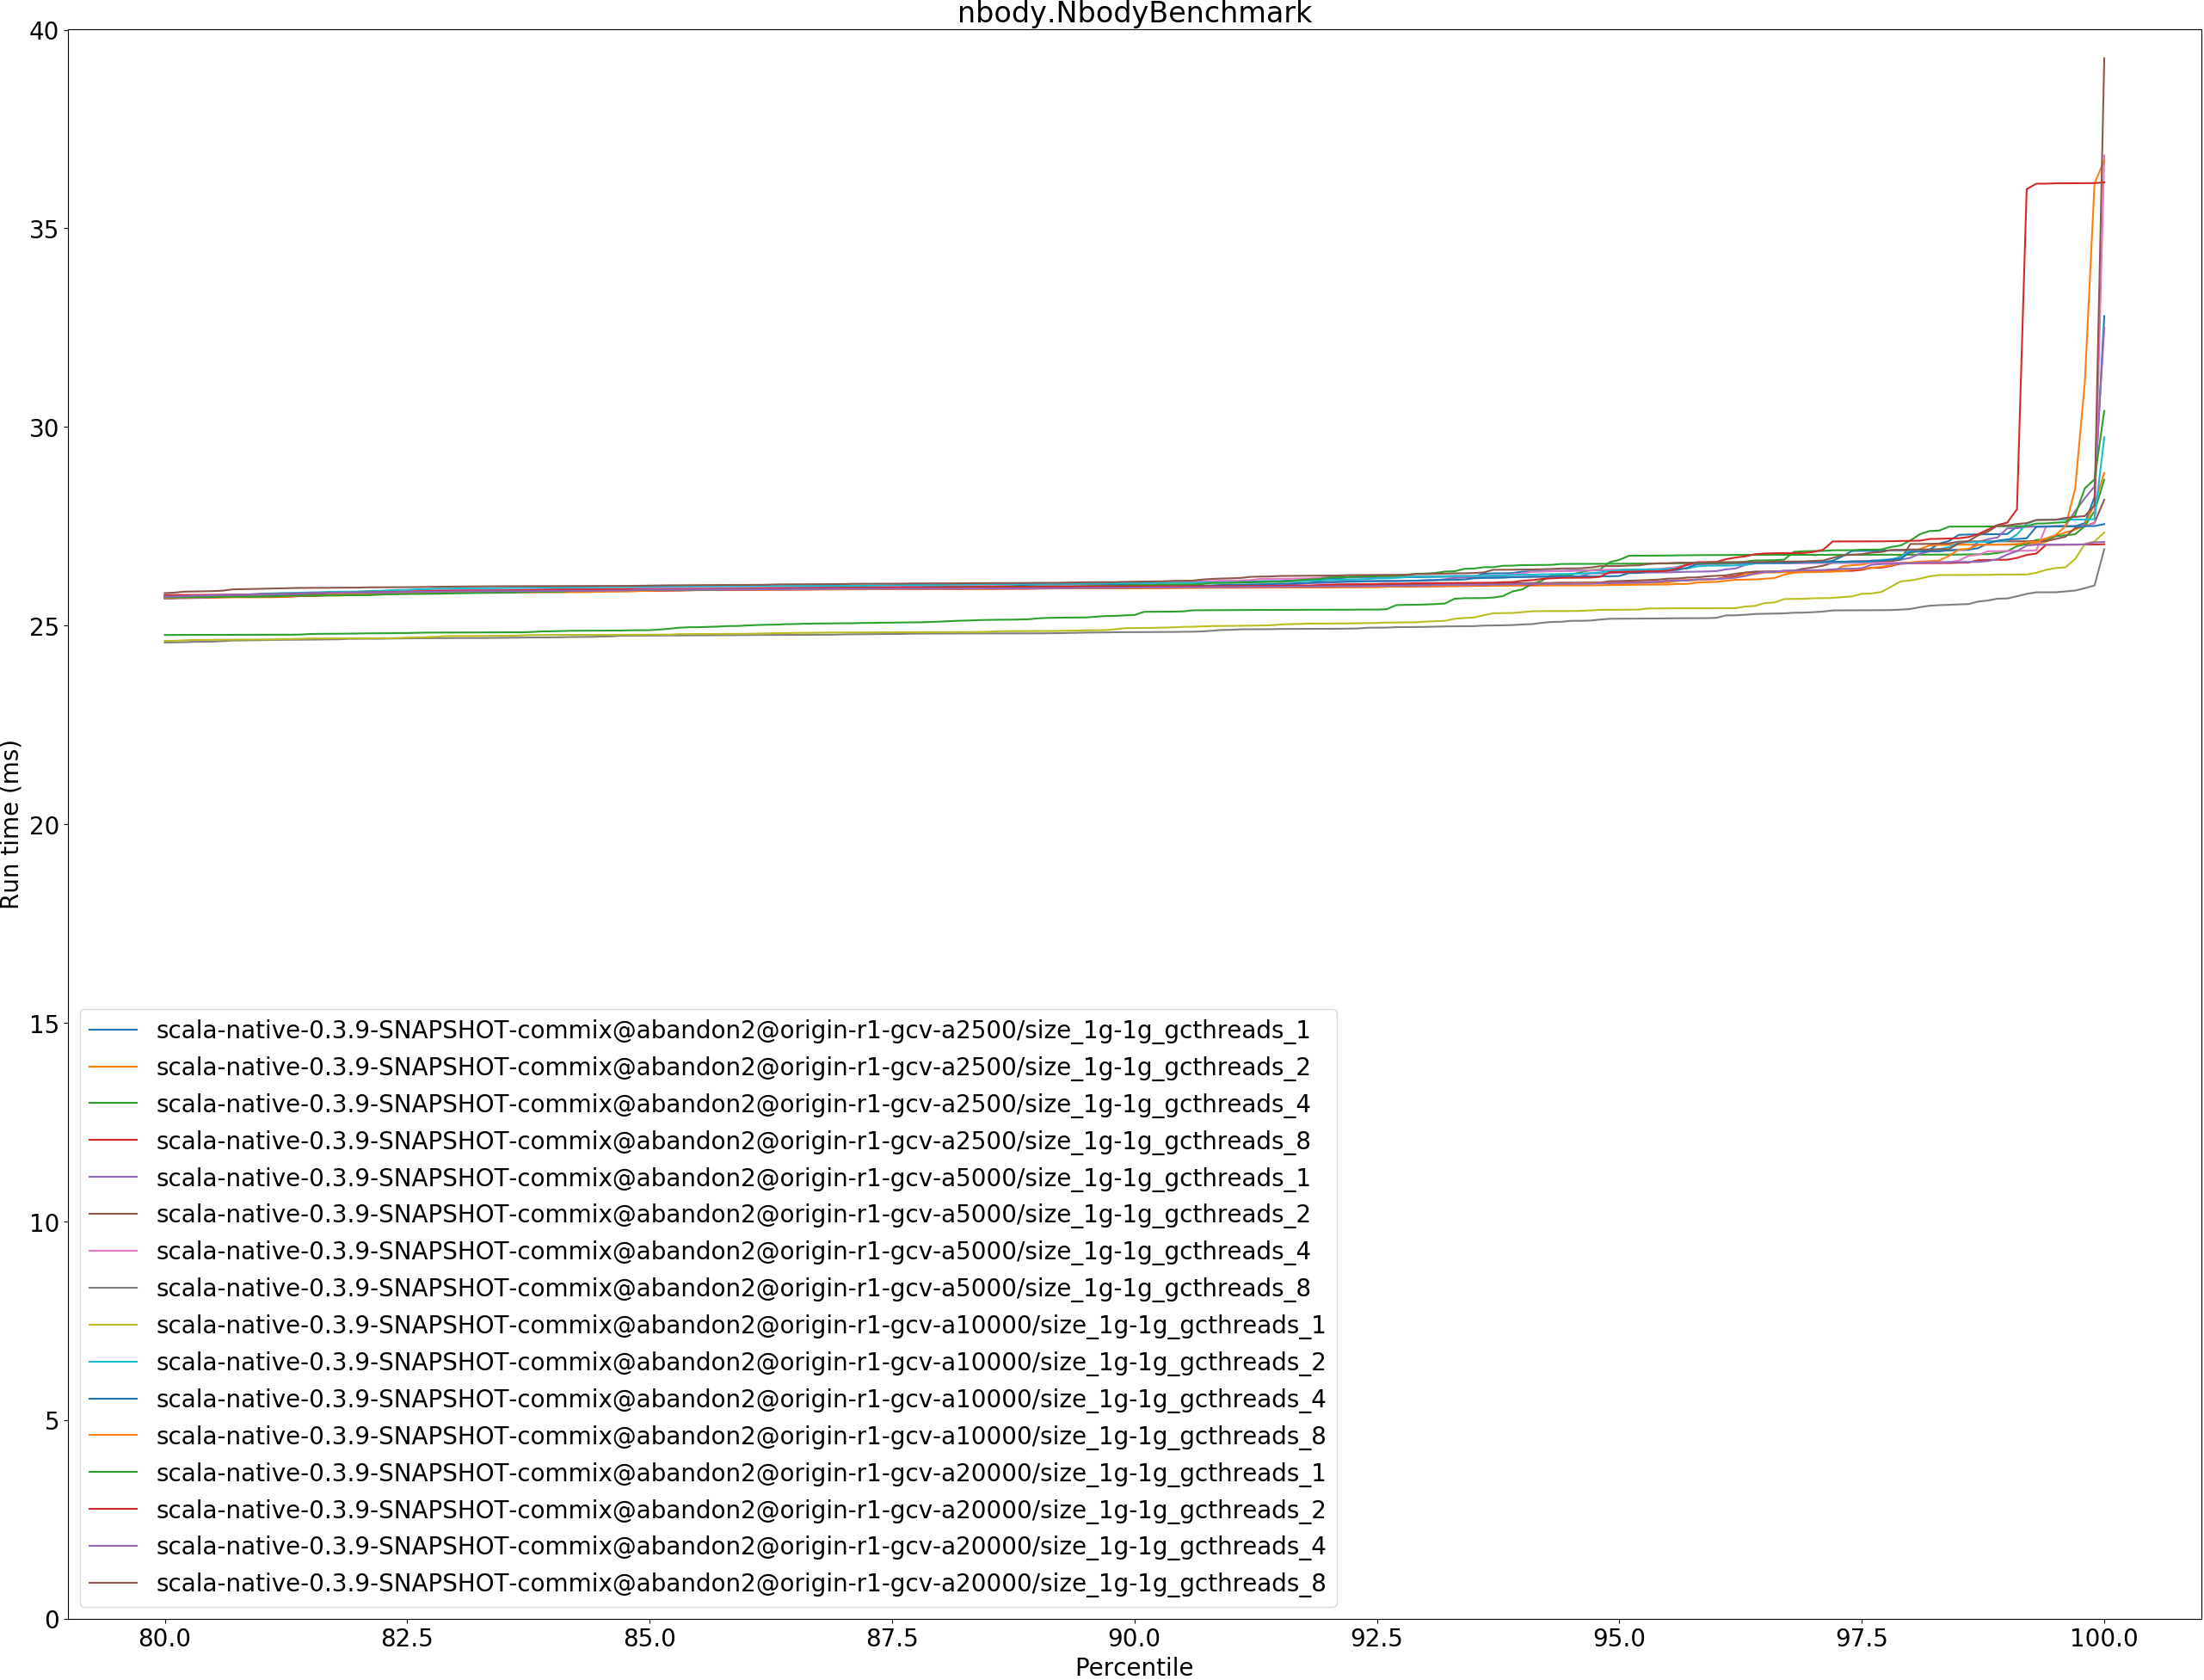 nbody.NbodyBenchmark
40
35
30
25
20
15
10
5
0
Run time (ms)
scala-native-0.3.9-SNAPSHOT-commix@abandon2@origin-r1-gcv-a2500/size_1g-1g_gcthreads_1
scala-native-0.3.9-SNAPSHOT-commix@abandon2@origin-r1-gcv-a2500/size_1g-1g_gcthreads_2
scala-native-0.3.9-SNAPSHOT-commix@abandon2@origin-r1-gcv-a2500/size_1g-1g_gcthreads_4
scala-native-0.3.9-SNAPSHOT-commix@abandon2@origin-r1-gcv-a2500/size_1g-1g_gcthreads_8
scala-native-0.3.9-SNAPSHOT-commix@abandon2@origin-r1-gcv-a5000/size_1g-1g_gcthreads_1
scala-native-0.3.9-SNAPSHOT-commix@abandon2@origin-r1-gcv-a5000/size_1g-1g_gcthreads_2
scala-native-0.3.9-SNAPSHOT-commix@abandon2@origin-r1-gcv-a5000/size_1g-1g_gcthreads_4
scala-native-0.3.9-SNAPSHOT-commix@abandon2@origin-r1-gcv-a5000/size_1g-1g_gcthreads_8
scala-native-0.3.9-SNAPSHOT-commix@abandon2@origin-r1-gcv-a10000/size_1g-1g_gcthreads_1
scala-native-0.3.9-SNAPSHOT-commix@abandon2@origin-r1-gcv-a10000/size_1g-1g_gcthreads_2
scala-native-0.3.9-SNAPSHOT-commix@abandon2@origin-r1-gcv-a10000/size_1g-1g_gcthreads_4
scala-native-0.3.9-SNAPSHOT-commix@abandon2@origin-r1-gcv-a10000/size_1g-1g_gcthreads_8
scala-native-0.3.9-SNAPSHOT-commix@abandon2@origin-r1-gcv-a20000/size_1g-1g_gcthreads_1
scala-native-0.3.9-SNAPSHOT-commix@abandon2@origin-r1-gcv-a20000/size_1g-1g_gcthreads_2
scala-native-0.3.9-SNAPSHOT-commix@abandon2@origin-r1-gcv-a20000/size_1g-1g_gcthreads_4
scala-native-0.3.9-SNAPSHOT-commix@abandon2@origin-r1-gcv-a20000/size_1g-1g_gcthreads_8
80.0 82.5 85.0 87.5 90.0 92.5 95.0 97.5 100.0
Percentile